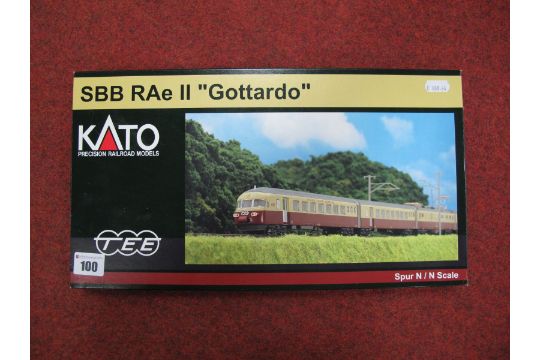 SBB RAe II "Gottardo"
KATO
PRECISION RAILROAD MODELS
TEE
100
Spur N / N Scale